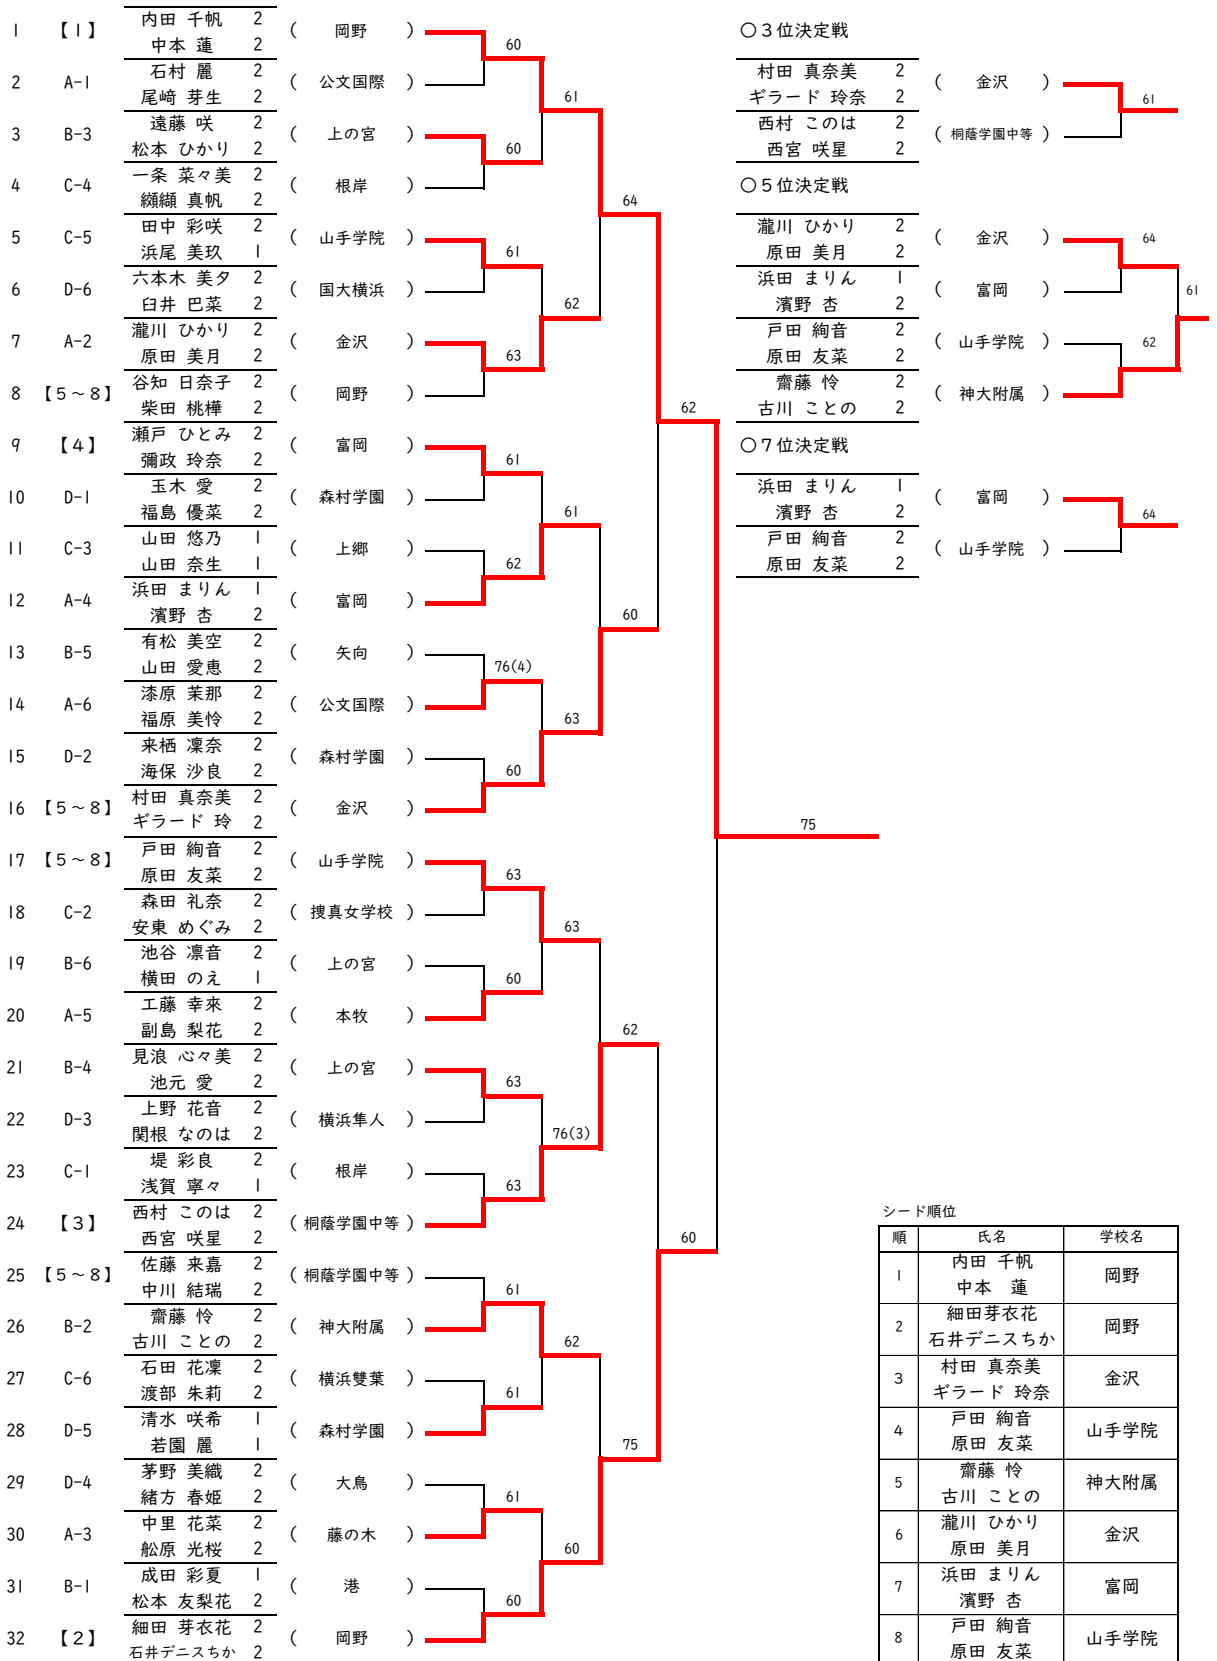 1 【1】 内田 千帆 2 ( 岡野 )
中本 蓮 2
60
2 A-1 石村 麗 2 ( 公文国際 )
尾﨑 芽生 2
61
3 B-3 遠藤 咲 2 ( 上の宮 )
松本 ひかり 2
60
4 C-4 一条 菜々美 2 ( 根岸 )
纐纈 真帆 2
64
5 C-5 田中 彩咲 2 ( 山手学院 )
浜尾 美玖 1
61
6 D-6 六本木 美夕 2 ( 国大横浜 )
臼井 巴菜 2
62
7 A-2 瀧川 ひかり 2 ( 金沢 )
原田 美月 2
63
8 【5~8】 谷知 日奈子 2 ( 岡野 )
柴田 桃樺 2
62
9 【4】 瀬戸 ひとみ 2 ( 富岡 )
彌政 玲奈 2
61
10 D-1 玉木 愛 2 ( 森村学園 )
福島 優菜 2
61
11 C-3 山田 悠乃 1 ( 上郷 )
山田 奈生 1
62
12 A-4 浜田 まりん 1 ( 富岡 )
濱野 杏 2
60
13 B-5 有松 美空 2 ( 矢向 )
山田 愛恵 2
76(4)
14 A-6 漆原 茉那 2 ( 公文国際 )
福原 美怜 2
63
15 D-2 来栖 凜奈 2 ( 森村学園 )
海保 沙良 2
60
16 【5~8】 村田 真奈美 2 ( 金沢 )
ギラード 玲 2
75
17 【5~8】 戸田 絢音 2 ( 山手学院 )
原田 友菜 2
63
18 C-2 森田 礼奈 2 ( 捜真女学校 )
安東 めぐみ 2
63
19 B-6 池谷 凛音 2 ( 上の宮 )
横田 のえ 1
60
20 A-5 工藤 幸來 2 ( 本牧 )
副島 梨花 2
62
21 B-4 見浪 心々美 2 ( 上の宮 )
池元 愛 2
63
22 D-3 上野 花音 2 ( 横浜隼人 )
関根 なのは 2
76(3)
23 C-1 堤 彩良 2 ( 根岸 )
浅賀 寧々 1
63
24 【3】 西村 このは 2 ( 桐蔭学園中等 )
西宮 咲星 2
60
25 【5~8】 佐藤 来嘉 2 ( 桐蔭学園中等 )
中川 結瑞 2
61
26 B-2 齋藤 怜 2 ( 神大附属 )
古川 ことの 2
62
27 C-6 石田 花凜 2 ( 横浜雙葉 )
渡部 朱莉 2
61
28 D-5 清水 咲希 1 ( 森村学園 )
若園 麗 1
75
29 D-4 茅野 美織 2 ( 大鳥 )
緒方 春姫 2
61
30 A-3 中里 花菜 2 ( 藤の木 )
舩原 光桜 2
60
31 B-1 成田 彩夏 1 ( 港 )
松本 友梨花 2
60
32 【2】 細田 芽衣花 2 ( 岡野 )
石井デニスちか 2
〇3位決定戦
村田 真奈美 2 ( 金沢 )
ギラード 玲奈 2
61
西村 このは 2 ( 桐蔭学園中等 )
西宮 咲星 2
〇5位決定戦
瀧川 ひかり 2 ( 金沢 )
原田 美月 2
64
浜田 まりん 1 ( 富岡 )
濱野 杏 2
61
戸田 絢音 2 ( 山手学院 )
原田 友菜 2
62
齋藤 怜 2 ( 神大附属 )
古川 ことの 2
〇7位決定戦
浜田 まりん 1 ( 富岡 )
濱野 杏 2
64
戸田 絢音 2 ( 山手学院 )
原田 友菜 2
シード順位
順 氏名 学校名
1 内田 千帆 岡野
中本 蓮
2 細田芽衣花 岡野
石井デニスちか
3 村田 真奈美 金沢
ギラード 玲奈
4 戸田 絢音 山手学院
原田 友菜
5 齋藤 怜 神大附属
古川 ことの
6 瀧川 ひかり 金沢
原田 美月
7 浜田 まりん 富岡
濱野 杏
8 戸田 絢音 山手学院
原田 友菜